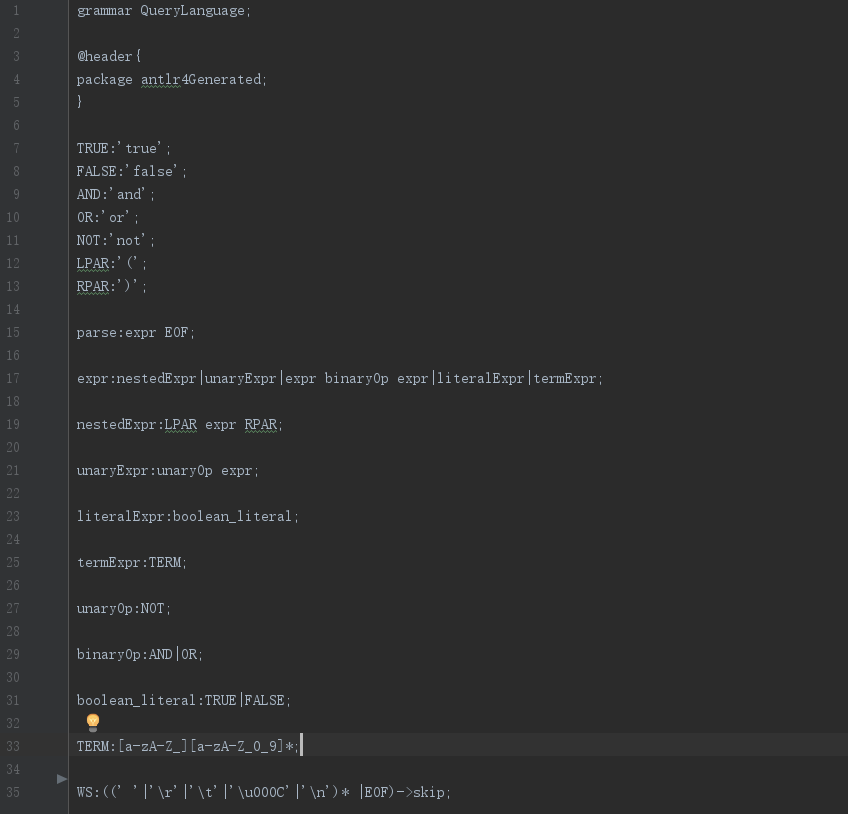 1 grammar QueryLanguage;
2
3 @header{
4 package antlr4Generated;
5 }
6
7 TRUE:'true';
8 FALSE:'false';
9 AND:'and';
10 OR:'or';
11 NOT:'not';
12 LPAR:'(';
13 RPAR:')';
14
15 parse:expr EOF;
16
17 expr:nestedExpr|unaryExpr|expr binaryOp expr|literalExpr|termExpr;
18
19 nestedExpr:LPAR expr RPAR;
20
21 unaryExpr:unaryOp expr;
22
23 literalExpr:boolean_literal;
24
25 termExpr:TERM;
26
27 unaryOp:NOT;
28
29 binaryOp:AND|OR;
30
31 boolean_literal:TRUE|FALSE;
32
33 TERM:[a-zA-Z_][a-zA-Z_0_9]*;
34
35 WS:((' '|'\r'|'\t'|'\u000C'|'\n')* |EOF)->skip;